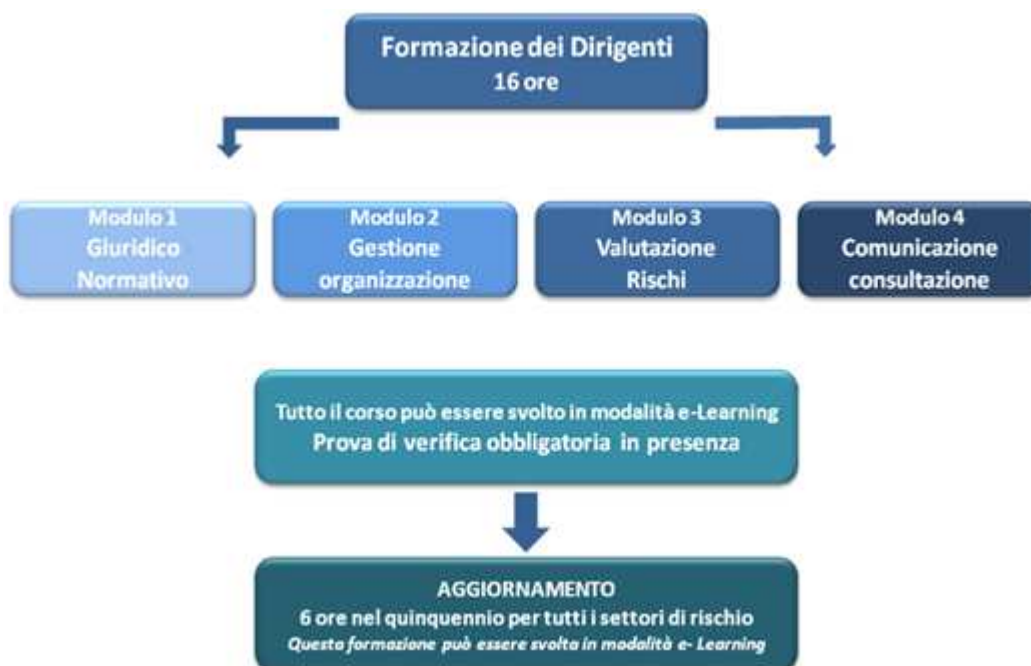 Formazione dei Dirigenti
16 ore
Modulo 1
Giuridico
Normativo
Modulo 2
Gestione
organizzazione
Modulo 3
Valutazione
Rischi
Modulo 4
Comunicazione
consultazione
Tutto il corso può essere svolto in modalità e-Learning
Prova di verifica obbligatoria in presenza
AGGIORNAMENTO
6 ore nel quinquennio per tutti i settori di rischio
Questa formazione può essere svolta in modalità e- Learning